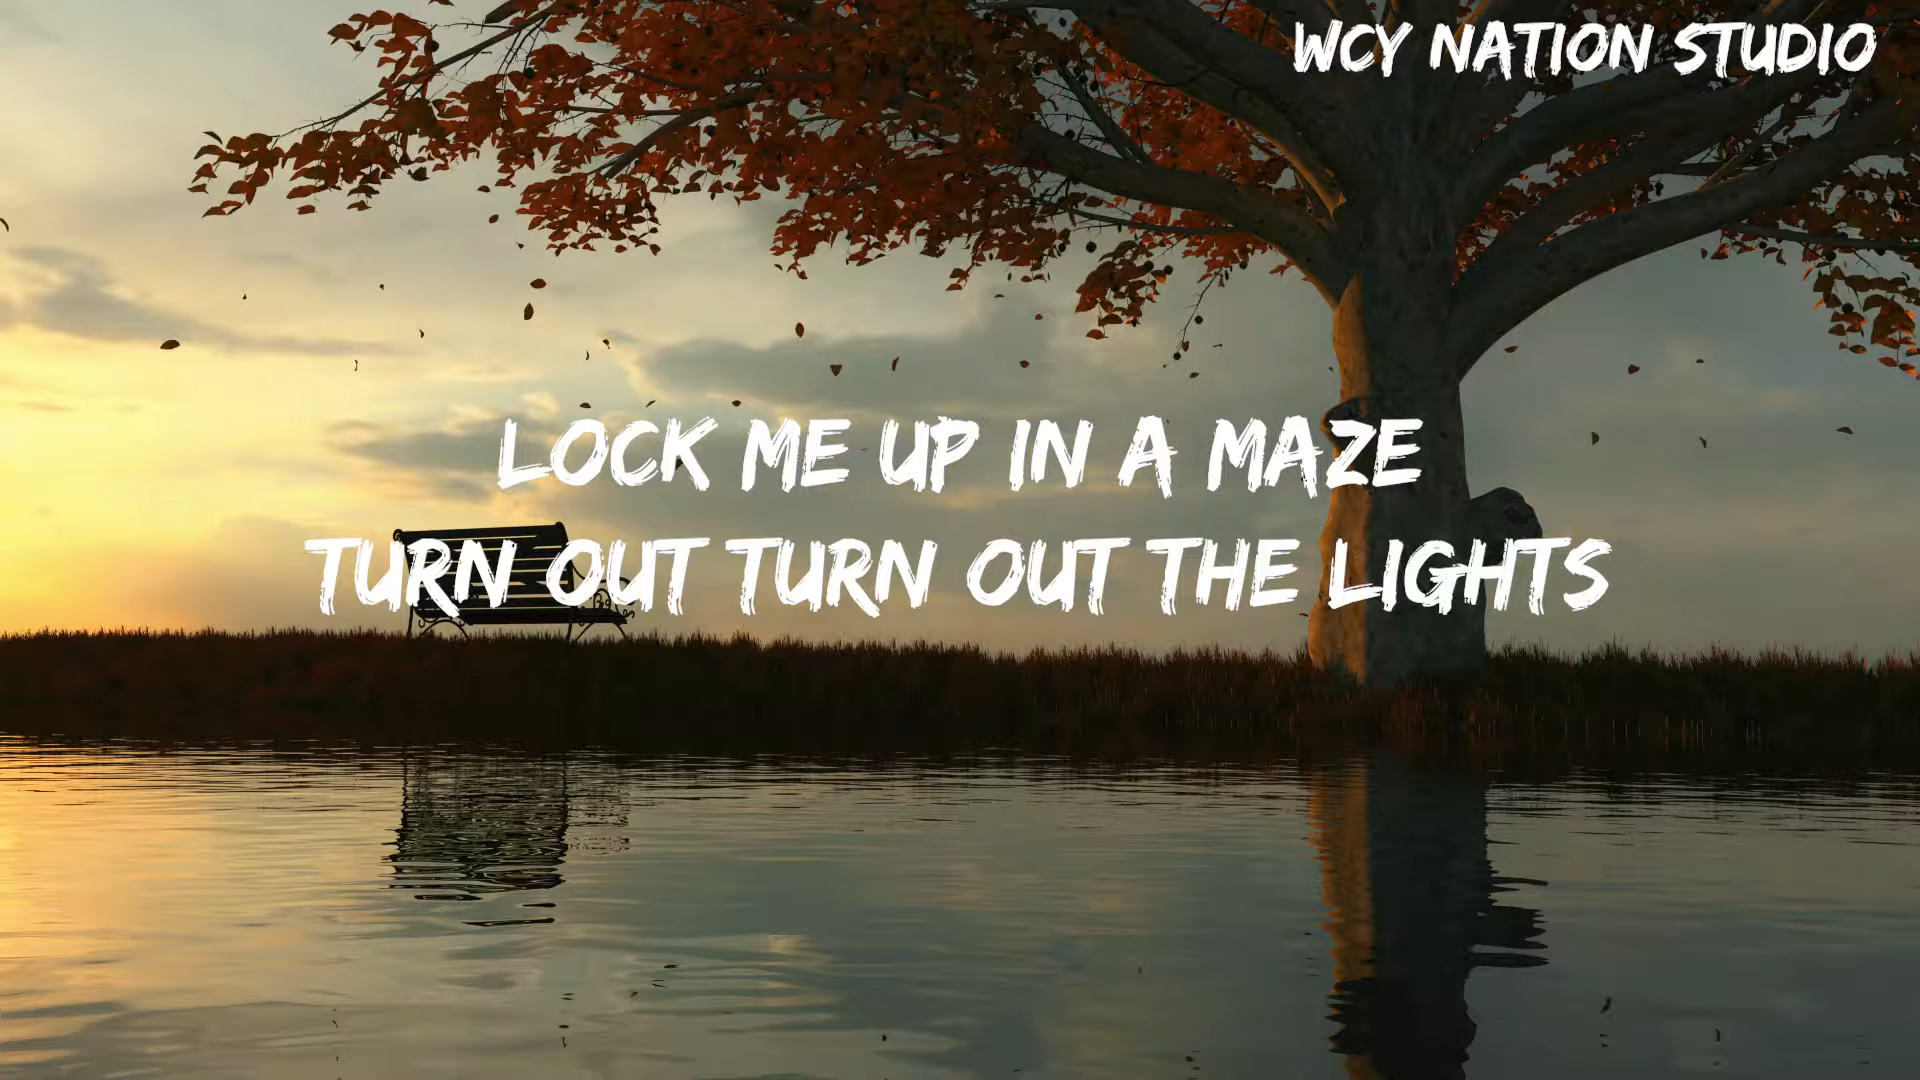 WCY NATION STUDIO
LOCK ME UP IN A MAZE
TURN OUT TURN OUT THE LIGHTS